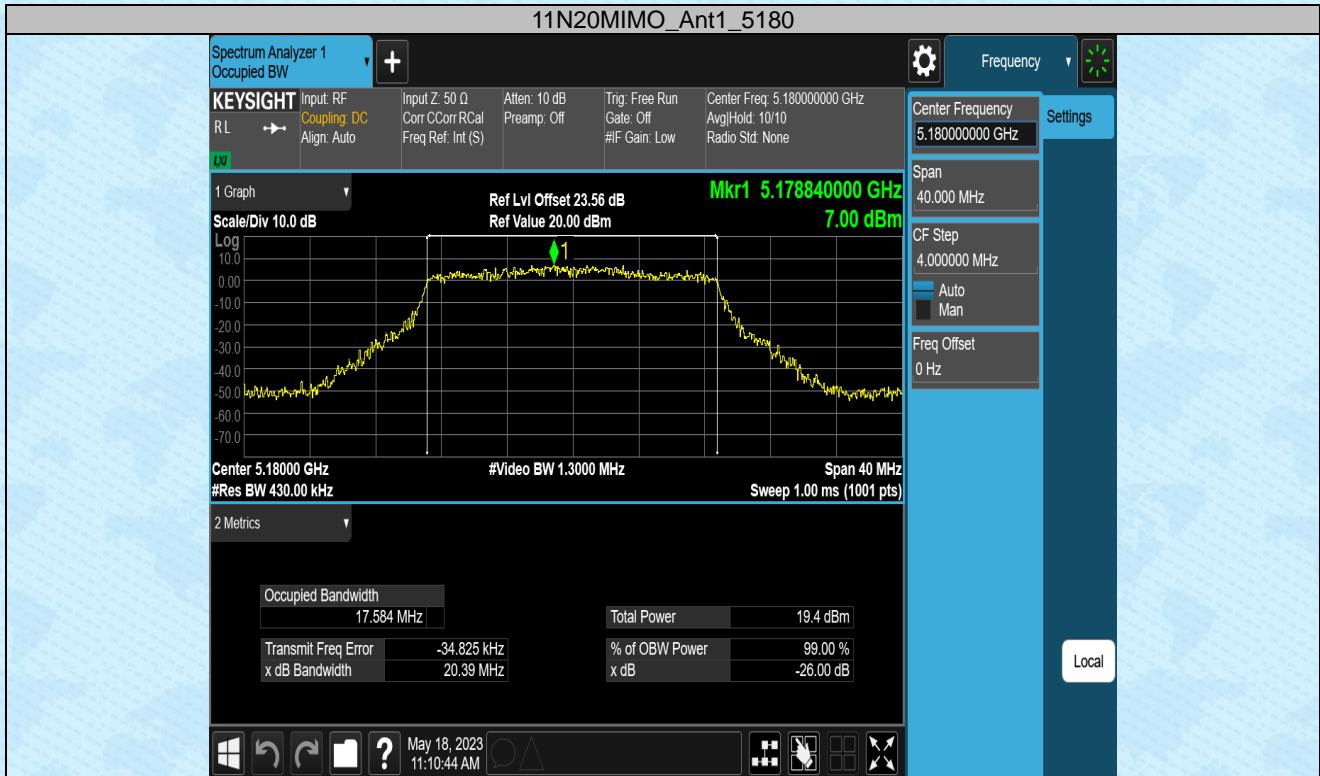 11N20MIMO_Ant1_5180
Spectrum Analyzer 1
Occupied BW
+
Frequency
KEYSIGHT
RL
LXI
Input: RF
Coupling: DC
Align: Auto
Input Z: 50 Ω
Corr CCorr RCal
Freq Ref: Int (S)
Atten: 10 dB
Preamp: Off
Trig: Free Run
Gate: Off
#IF Gain: Low
Center Freq: 5.180000000 GHz
Avg|Hold: 10/10
Radio Std: None
Center Frequency
5.180000000 GHz
Settings
Span
40.000 MHz
CF Step
4.000000 MHz
Auto
Man
Freq Offset
0 Hz
Local
1 Graph
Ref Lvl Offset 23.56 dB
Mkr1 5.178840000 GHz
Scale/Div 10.0 dB
Ref Value 20.00 dBm
7.00 dBm
Log
1
10.0
0.00
-10.0
-20.0
-30.0
-40.0
-50.0
-60.0
-70.0
Center 5.18000 GHz
#Video BW 1.3000 MHz
Span 40 MHz
#Res BW 430.00 kHz
Sweep 1.00 ms (1001 pts)
2 Metrics
Occupied Bandwidth
17.584 MHz
Total Power 19.4 dBm
Transmit Freq Error -34.825 kHz
% of OBW Power 99.00 %
x dB Bandwidth 20.39 MHz
x dB -26.00 dB
?
May 18, 2023
11:10:44 AM